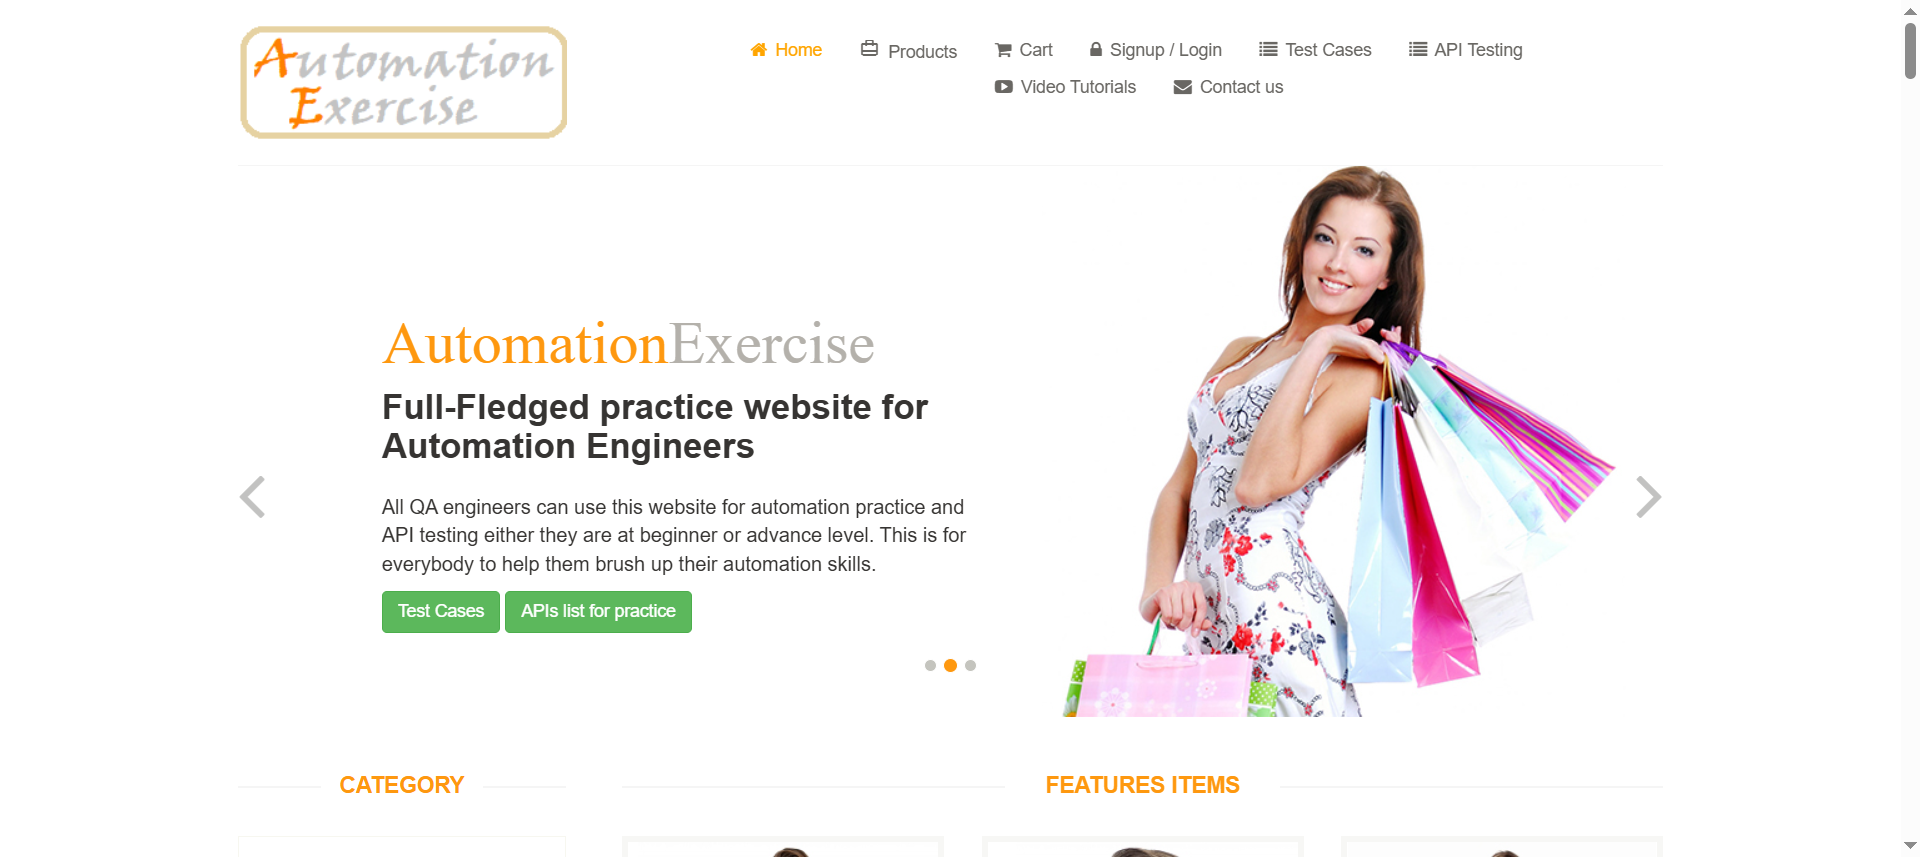 Automation
Exercise
Home Products Cart Signup / Login Test Cases API Testing
Video Tutorials Contact us
AutomationExercise
Full-Fledged practice website for
Automation Engineers
All QA engineers can use this website for automation practice and
API testing either they are at beginner or advance level. This is for
everybody to help them brush up their automation skills.
Test Cases APIs list for practice
CATEGORY
FEATURES ITEMS